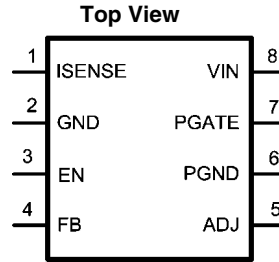 Top View
1 ISENSE VIN 8
2 GND PGATE 7
3 EN PGND 6
4 FB ADJ 5